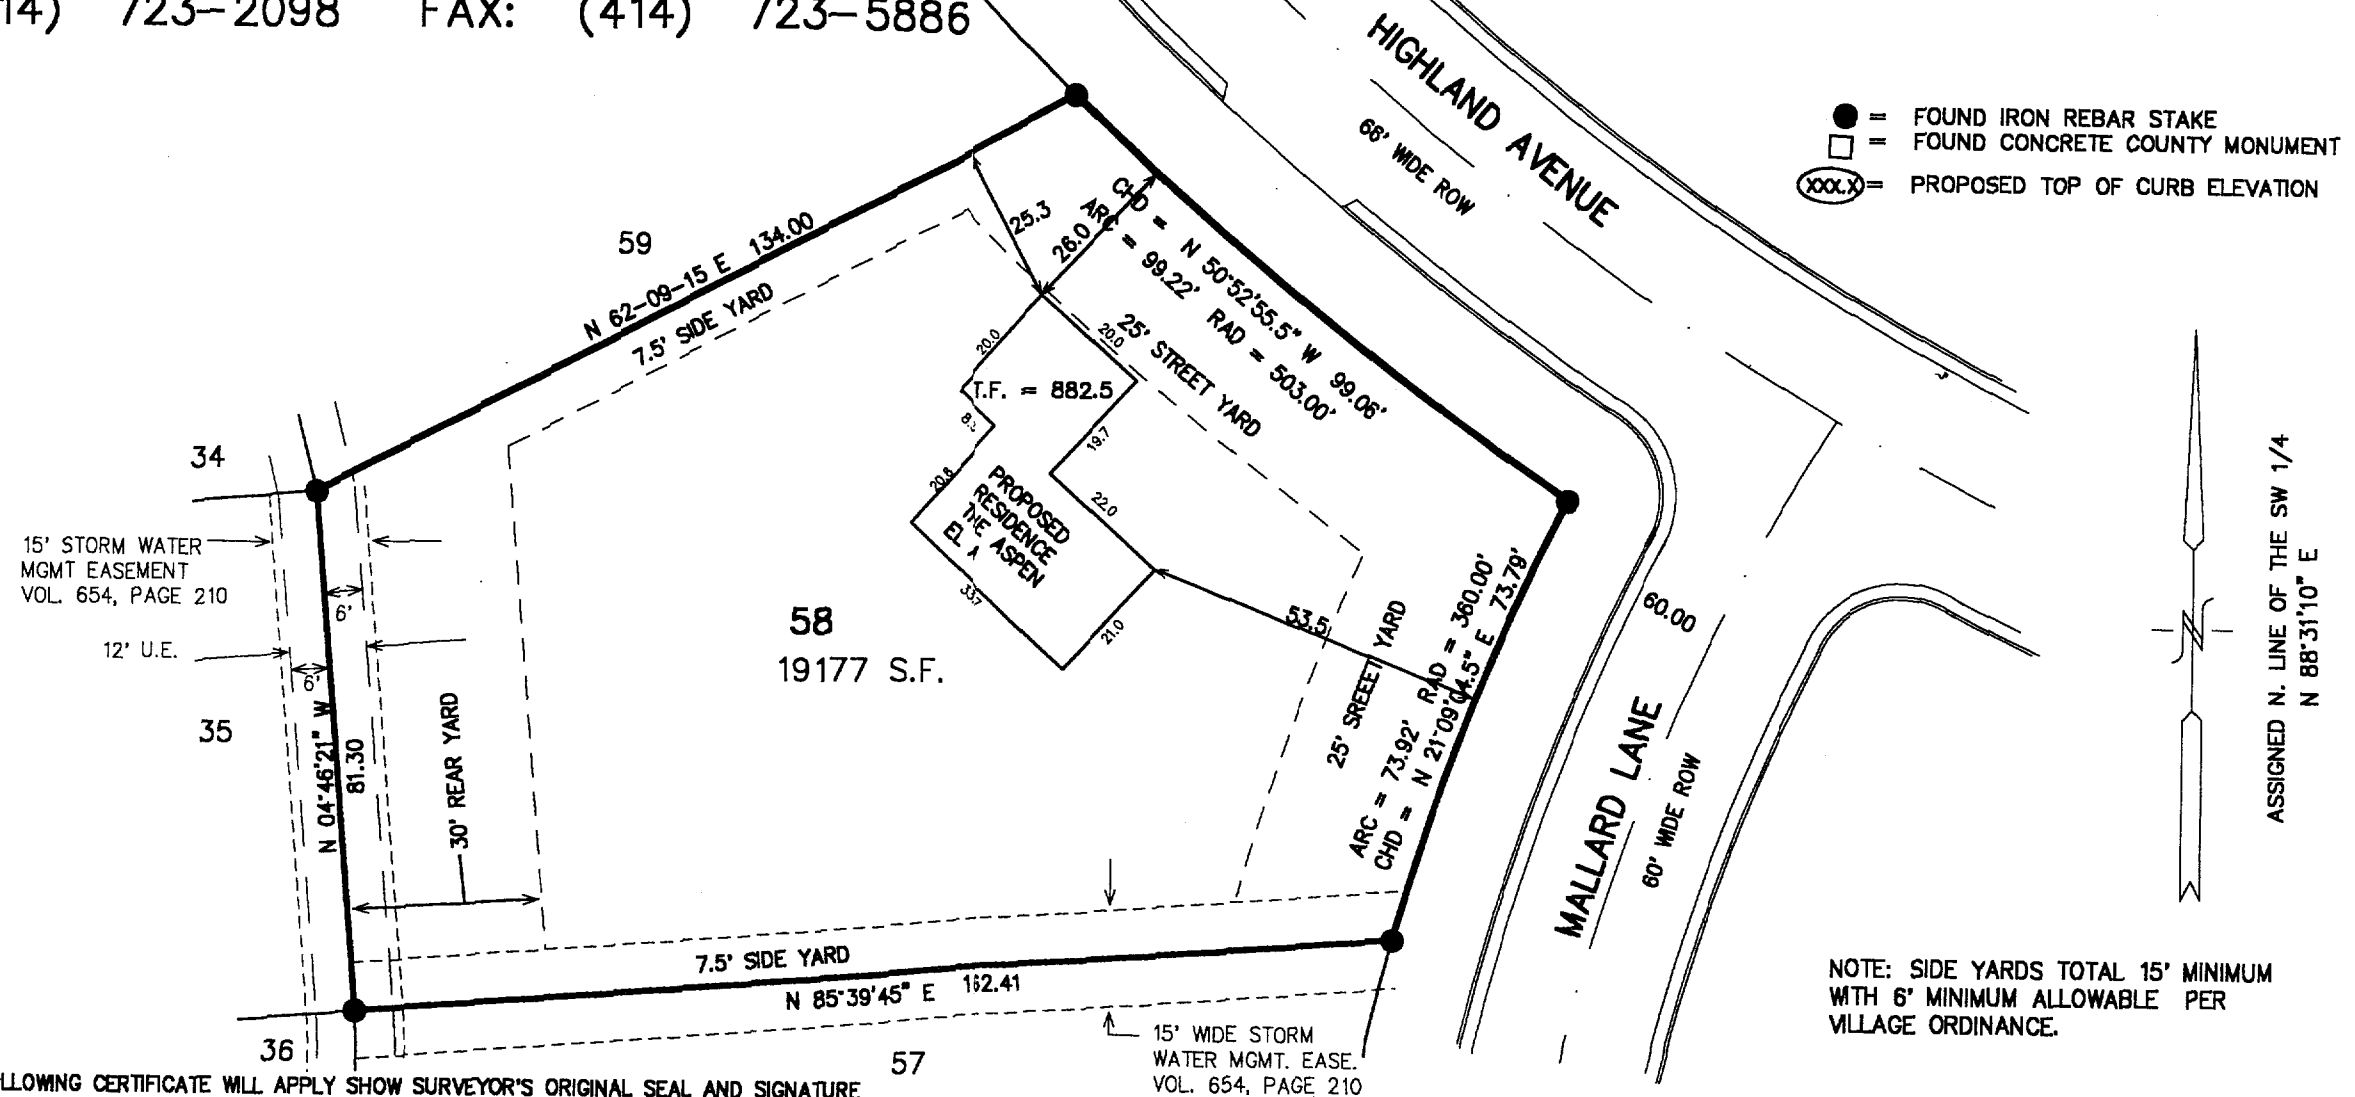 14) 723-2098 FAX: (414) 723-5886
HIGHLAND AVENUE
66' WIDE ROW
● = FOUND IRON REBAR STAKE
□ = FOUND CONCRETE COUNTY MONUMENT
XXX.X = PROPOSED TOP OF CURB ELEVATION
59
N 62-09-15 E 134.00
7.5' SIDE YARD
25.3
26.0
CHD = N 50°52'55.5" W 99.06'
ARC = 99.22' RAD = 503.00'
25' STREET YARD
20.0
20.0
T.F. = 882.5
19.7
20.8
22.0
PROPOSED
RESIDENCE
THE ASPEN
EL A
33.7
21.0
53.5
34
15' STORM WATER
MGMT EASEMENT
VOL. 654, PAGE 210
6'
12' U.E.
6'
35
N 04°46'21" W
81.30
30' REAR YARD
58
19177 S.F.
25' SREEET YARD
ARC = 73.92' RAD = 360.00'
CHD = N 21°09'04.5" E 73.79'
60.00
MALLARD LANE
60' WIDE ROW
ASSIGNED N. LINE OF THE SW 1/4
N 88°31'10" E
N
7.5' SIDE YARD
N 85°39'45" E 162.41
36
57
15' WIDE STORM
WATER MGMT. EASE.
VOL. 654, PAGE 210
NOTE: SIDE YARDS TOTAL 15' MINIMUM
WITH 6' MINIMUM ALLOWABLE PER
VILLAGE ORDINANCE.
LLOWING CERTIFICATE WILL APPLY SHOW SURVEYOR'S ORIGINAL SEAL AND SIGNATURE